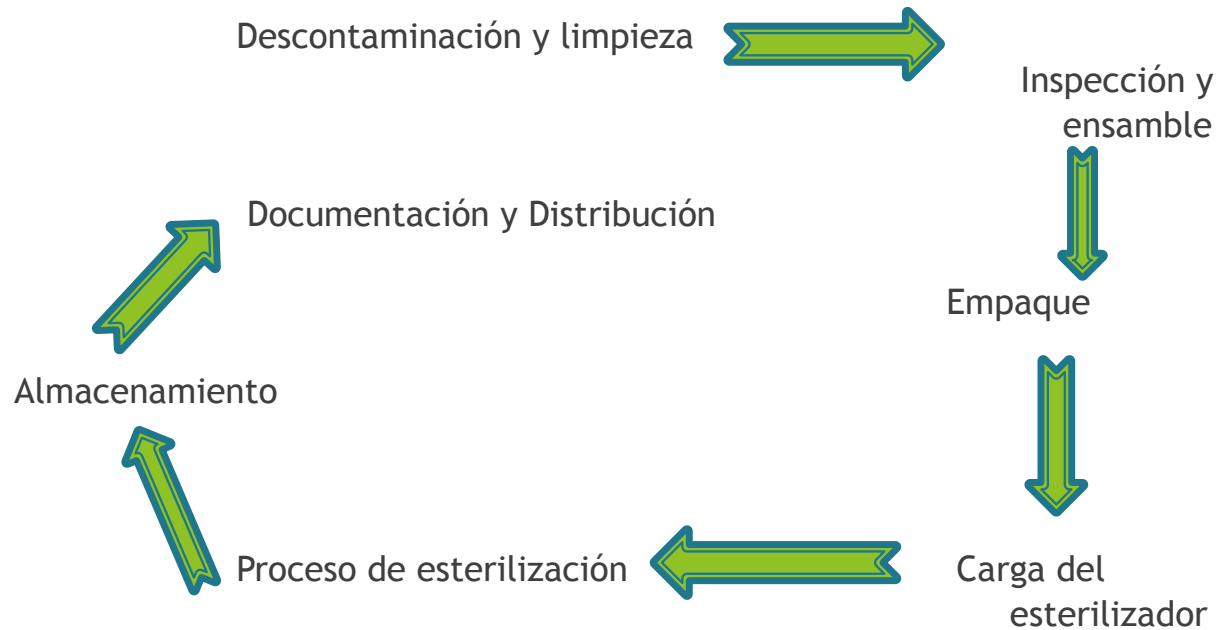 Descontaminación y limpieza
Inspección y
ensamble
Documentación y Distribución
Empaque
Almacenamiento
Proceso de esterilización
Carga del
esterilizador